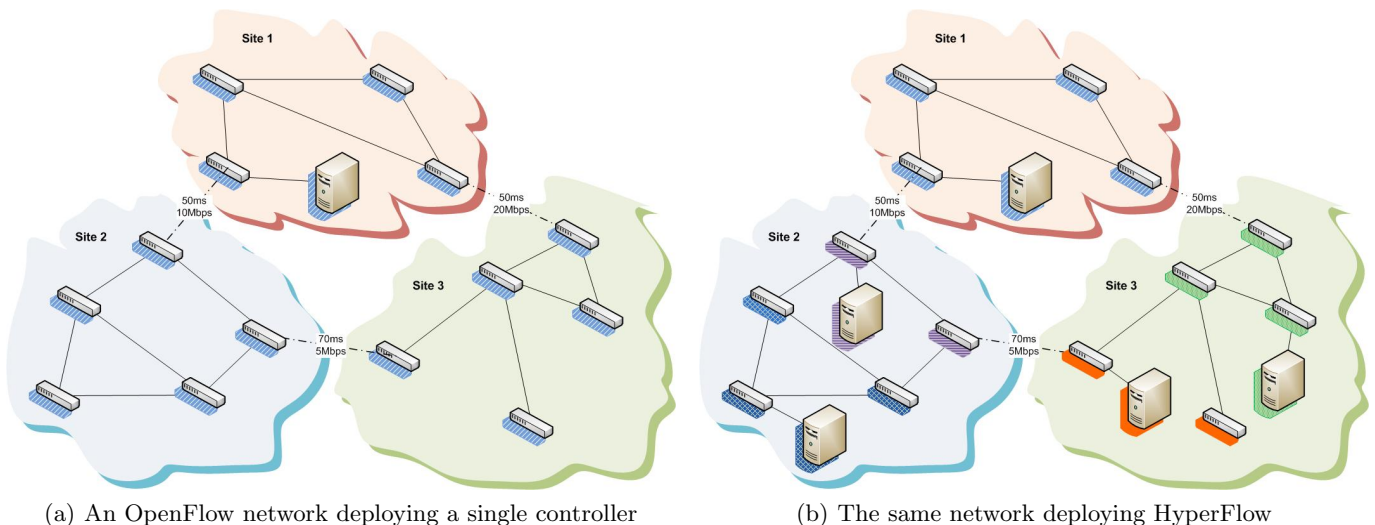 Site 1
50ms
10Mbps
50ms
20Mbps
Site 2
Site 3
70ms
5Mbps
(a) An OpenFlow network deploying a single controller
Site 1
50ms
10Mbps
50ms
20Mbps
Site 2
Site 3
70ms
5Mbps
(b) The same network deploying HyperFlow